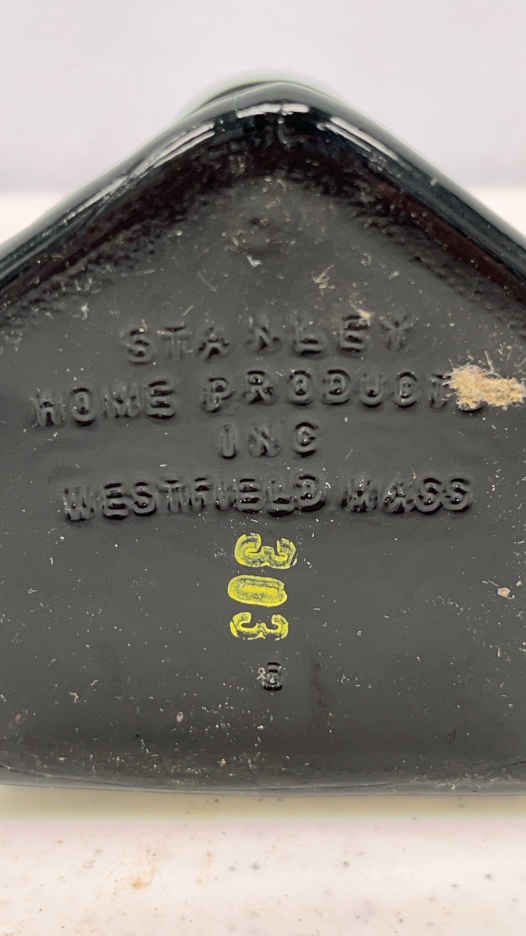 STANLEY
HOME PRODUCTS
INC
WESTFIELD MASS
303